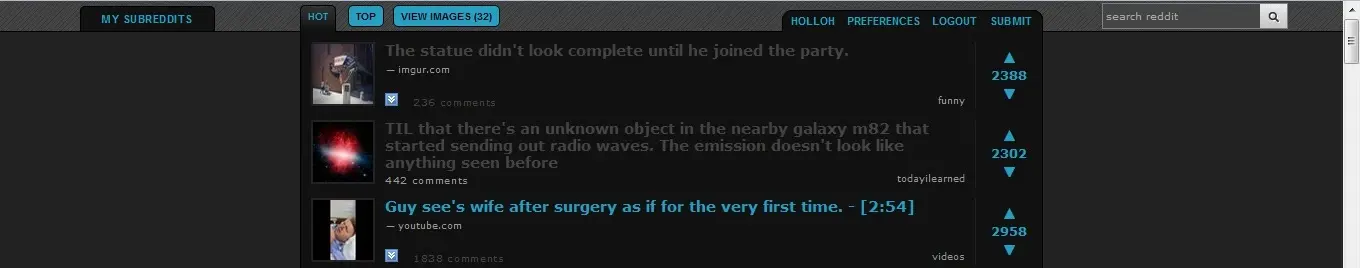 MY SUBREDDITS
HOT TOP VIEW IMAGES (32)
HOLLOH PREFERENCES LOGOUT SUBMIT
search reddit
The statue didn't look complete until he joined the party.
— imgur.com
236 comments
funny
2388
TIL that there's an unknown object in the nearby galaxy m82 that
started sending out radio waves. The emission doesn't look like
anything seen before
442 comments
todayilearned
2302
Guy see's wife after surgery as if for the very first time. - [2:54]
— youtube.com
1838 comments
videos
2958